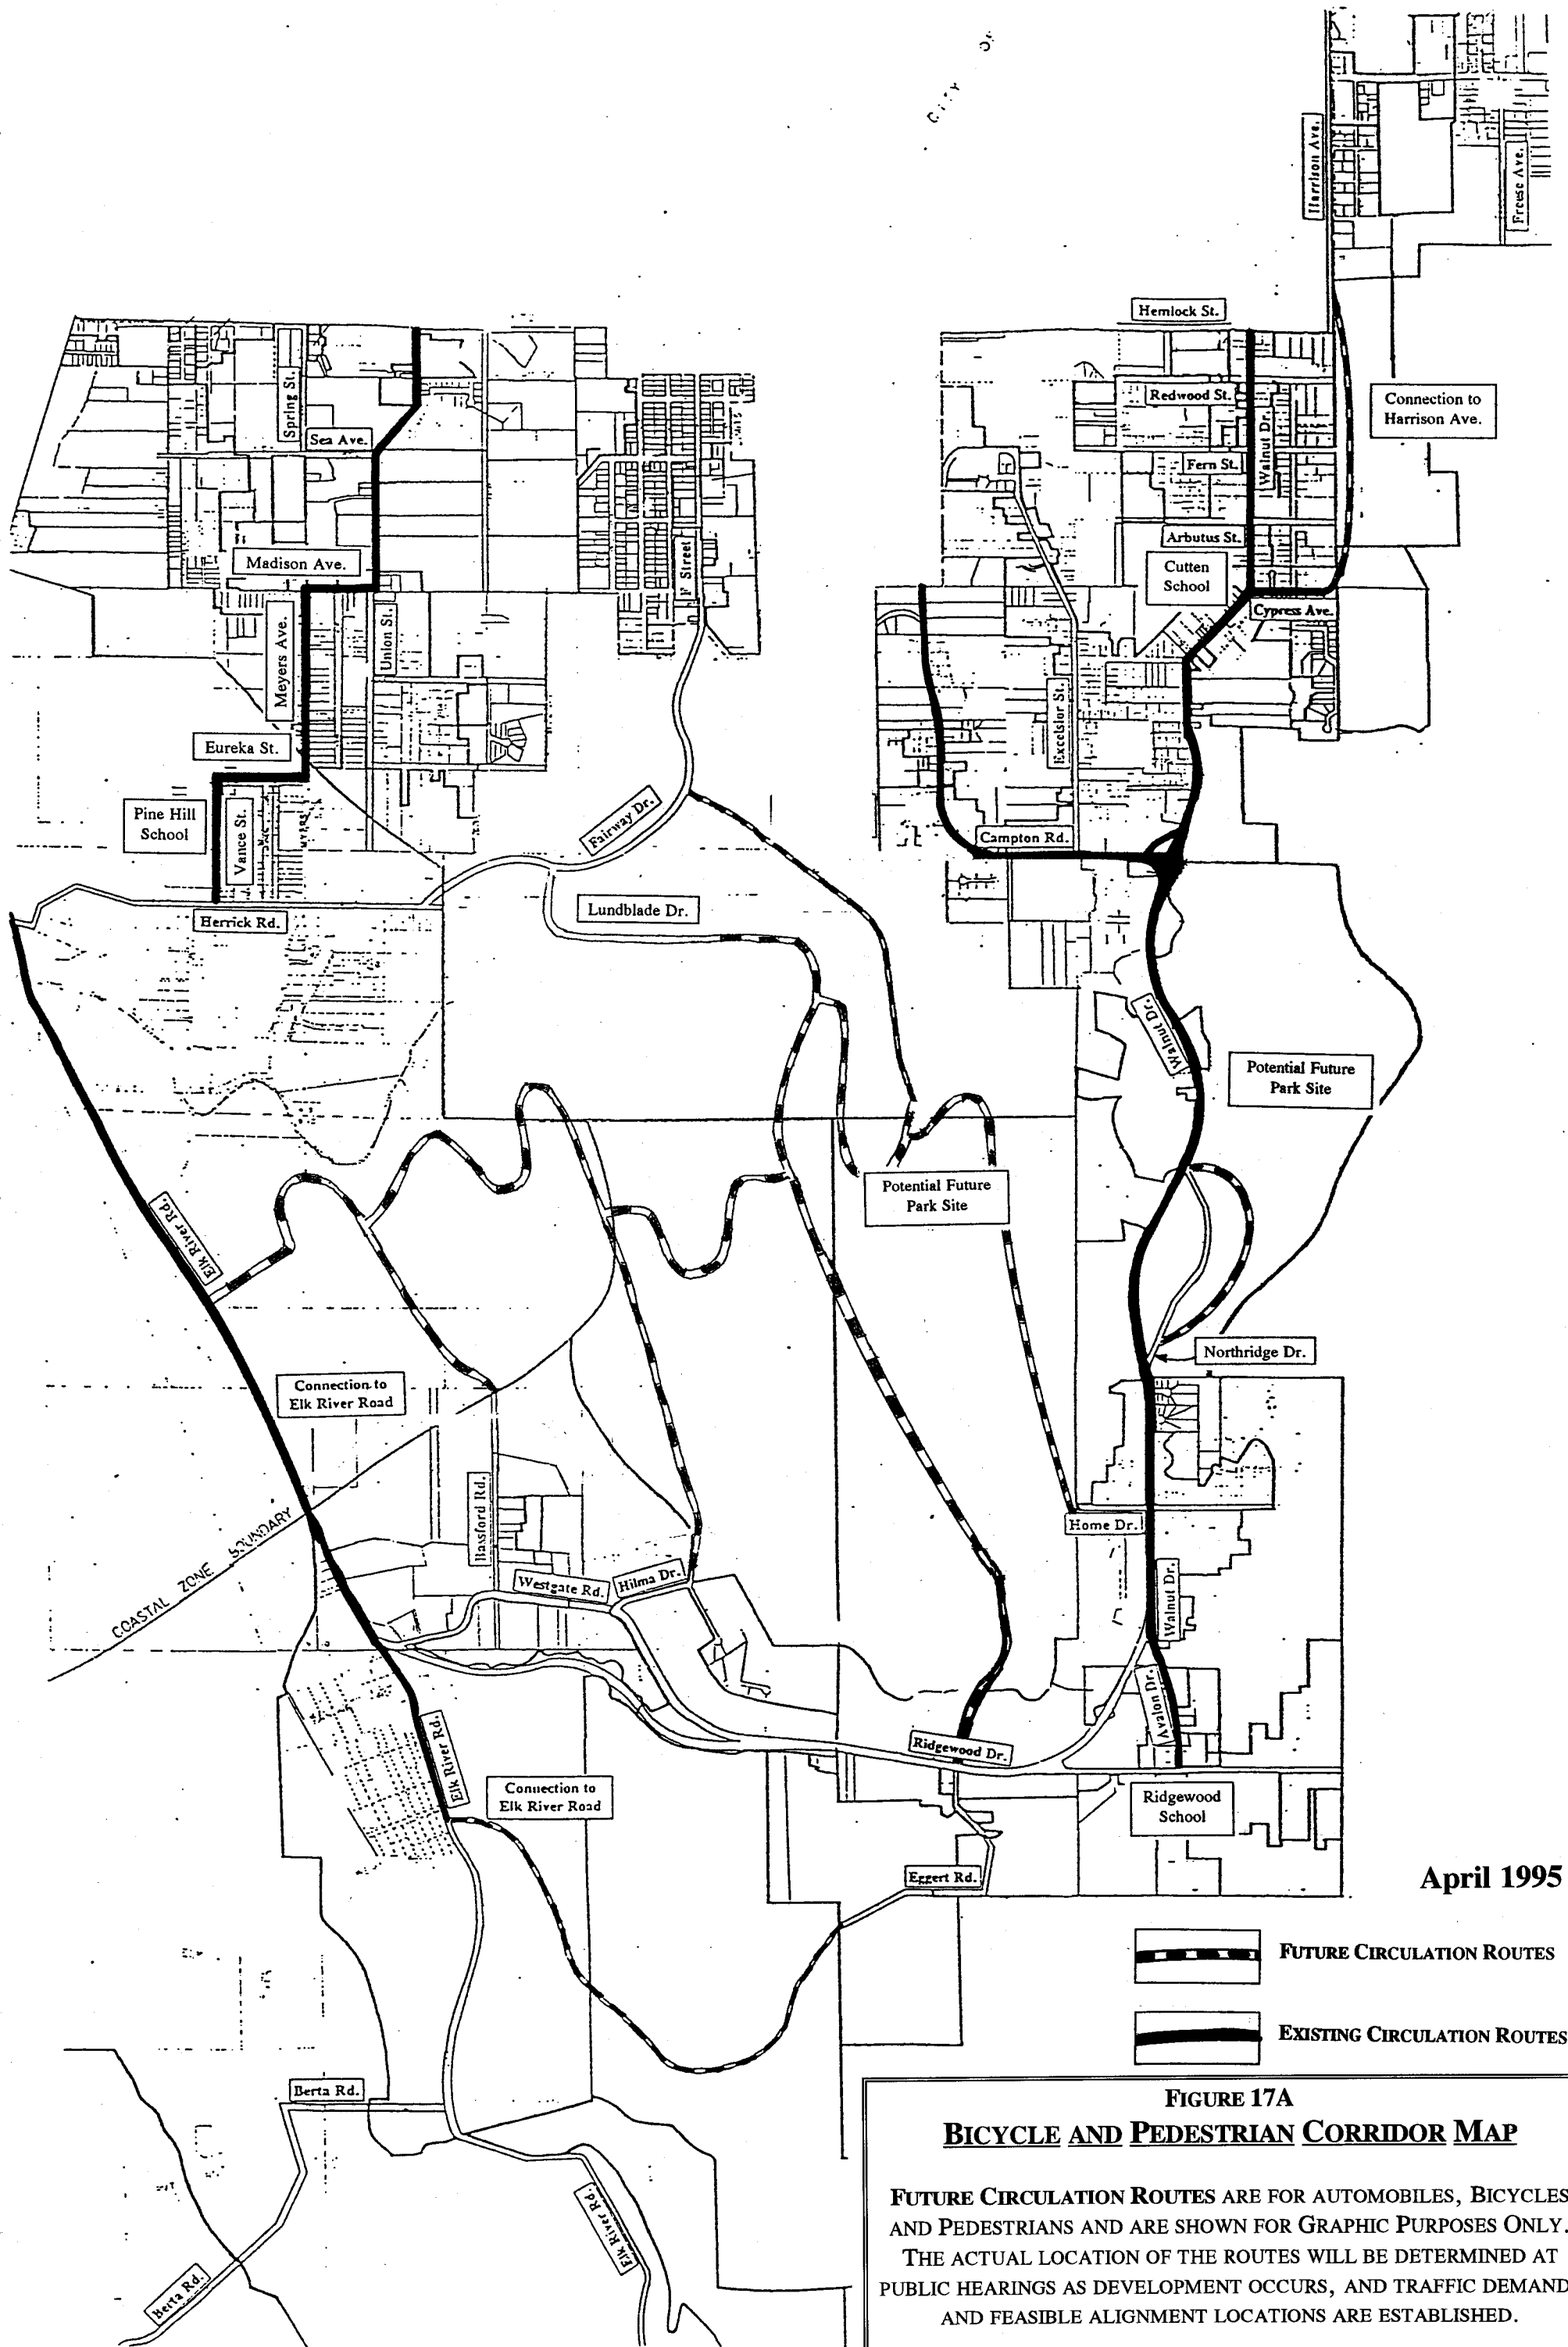 CITY OF
Harrison Ave.
Freese Ave.
Hemlock St.
Spring St.
Redwood St.
Connection to
Harrison Ave.
Sea Ave.
Walnut Dr.
Fern St.
Arbutus St.
Madison Ave.
F Street
Cutten
School
Cypress Ave.
Meyers Ave.
Union St.
Excelsior St.
Eureka St.
Pine Hill
School
Vance St.
Fairway Dr.
Campton Rd.
Herrick Rd.
Lundblade Dr.
Walnut Dr.
Potential Future
Park Site
Potential Future
Park Site
Elk River Rd.
Northridge Dr.
Connection to
Elk River Road
COASTAL ZONE BOUNDARY
Bassford Rd.
Home Dr.
Westgate Rd.
Hilma Dr.
Walnut Dr.
Avalon Dr.
Elk River Rd.
Ridgewood Dr.
Connection to
Elk River Road
Ridgewood
School
Eggert Rd.
April 1995
FUTURE CIRCULATION ROUTES
EXISTING CIRCULATION ROUTES
Berta Rd.
Elk River Rd.
Berta Rd.
FIGURE 17A
BICYCLE AND PEDESTRIAN CORRIDOR MAP
FUTURE CIRCULATION ROUTES ARE FOR AUTOMOBILES, BICYCLES
AND PEDESTRIANS AND ARE SHOWN FOR GRAPHIC PURPOSES ONLY.
THE ACTUAL LOCATION OF THE ROUTES WILL BE DETERMINED AT
PUBLIC HEARINGS AS DEVELOPMENT OCCURS, AND TRAFFIC DEMAND
AND FEASIBLE ALIGNMENT LOCATIONS ARE ESTABLISHED.